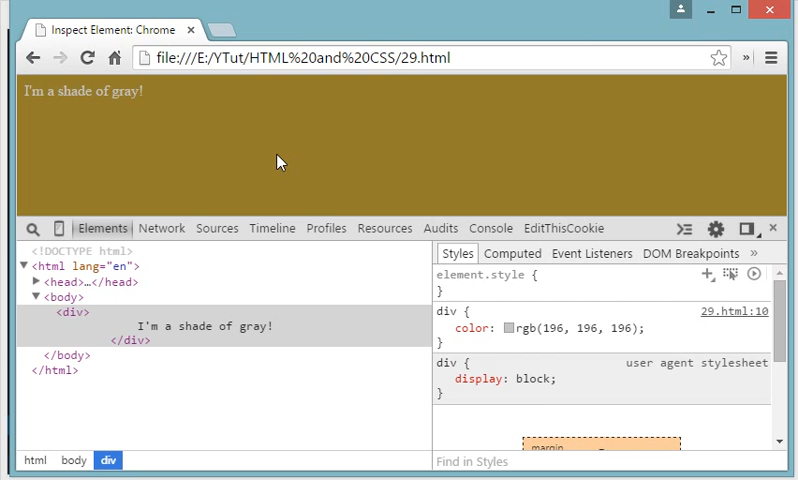 Inspect Element: Chrome ×
file:///E:/YTut/HTML%20and%20CSS/29.html »
I'm a shade of gray!
Elements Network Sources Timeline Profiles Resources Audits Console EditThisCookie ×
<!DOCTYPE html>
<html lang="en">
<head>…</head>
<body>
<div>
I'm a shade of gray!
</div>
</body>
</html>
html body div
Styles Computed Event Listeners DOM Breakpoints »
element.style {
}
div { 29.html:10
color: rgb(196, 196, 196);
}
div { user agent stylesheet
display: block;
}
margin
Find in Styles